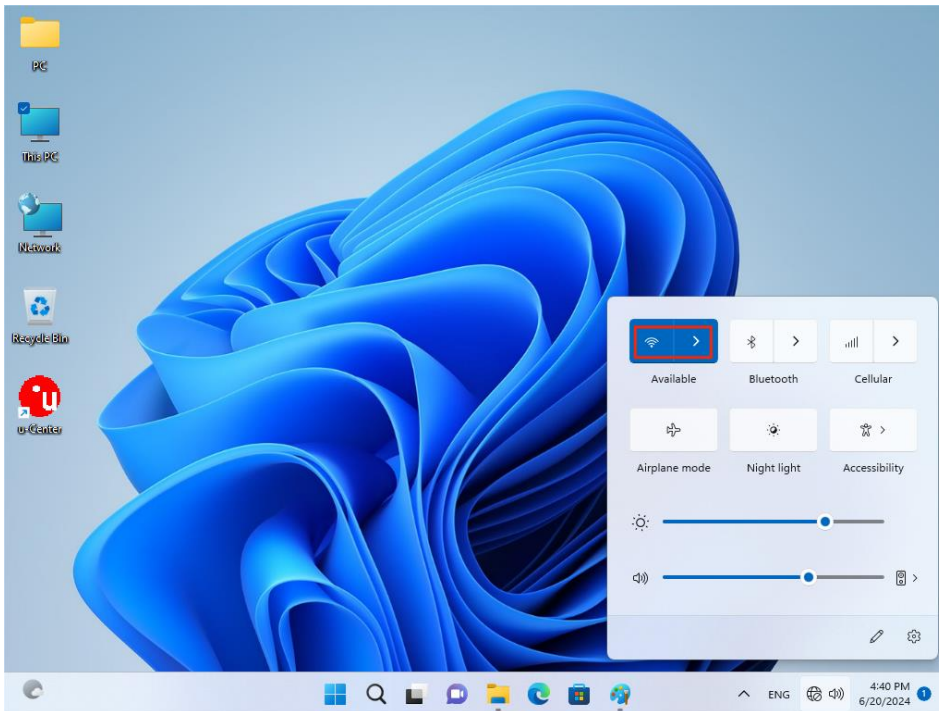 PC
This PC
Network
Recycle Bin
u-Center
Available
Bluetooth
Cellular
Airplane mode
Night light
Accessibility
ENG
4:40 PM
6/20/2024
1